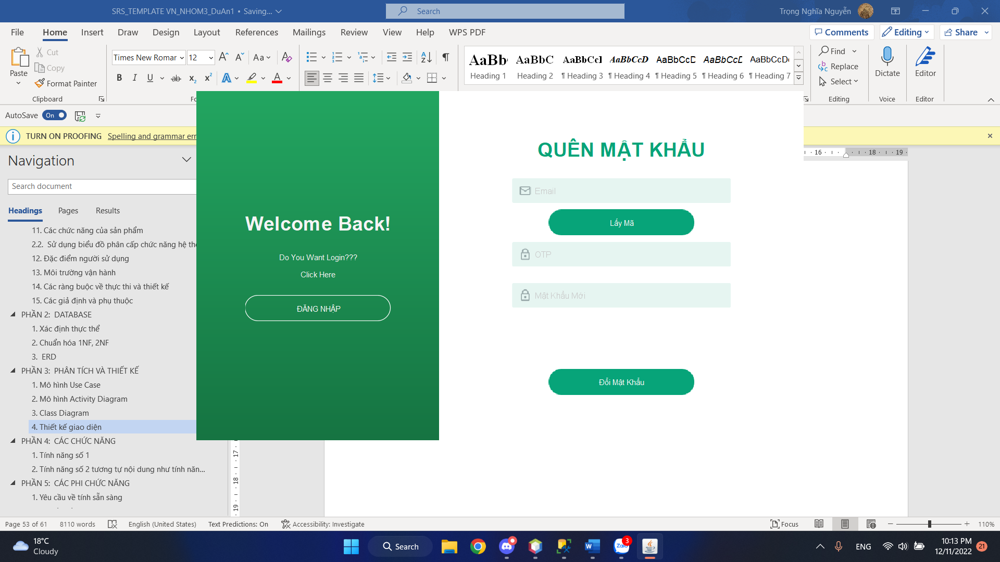 SRS_TEMPLATE VN_NHOM3_DuAn1 • Saving...
Search
Trọng Nghĩa Nguyễn
File Home Insert Draw Design Layout References Mailings Review View Help WPS PDF
Comments Editing Share
Paste
Cut
Copy
Format Painter
Clipboard
Times New Roman 12
AaBb AaBbC AaBbCcI AaBbCcD AaBbCcD AaBbCcD AaBbCcD
Heading 1 Heading 2 ¶ Heading 3 ¶ Heading 4 ¶ Heading 5 ¶ Heading 6 ¶ Heading 7
Find
Replace
Select
Editing
Dictate
Voice
Editor
Editor
AutoSave On
TURN ON PROOFING Spelling and grammar err
Navigation
Search document
Headings Pages Results
11. Các chức năng của sản phẩm
2.2. Sử dụng biểu đồ phân cấp chức năng hệ thố
12. Đặc điểm người sử dụng
13. Môi trường vận hành
14. Các ràng buộc về thực thi và thiết kế
15. Các giả định và phụ thuộc
PHẦN 2: DATABASE
1. Xác định thực thể
2. Chuẩn hóa 1NF, 2NF
3. ERD
PHẦN 3: PHÂN TÍCH VÀ THIẾT KẾ
1. Mô hình Use Case
2. Mô hình Activity Diagram
3. Class Diagram
4. Thiết kế giao diện
PHẦN 4: CÁC CHỨC NĂNG
1. Tính năng số 1
2. Tính năng số 2 tương tự nội dung như tính năn...
PHẦN 5: CÁC PHI CHỨC NĂNG
1. Yêu cầu về tính sẵn sàng
Welcome Back!
Do You Want Login???
Click Here
ĐĂNG NHẬP
QUÊN MẬT KHẨU
Email
Lấy Mã
OTP
Mật Khẩu Mới
Đổi Mật Khẩu
16 18 19
17
18
19
Page 53 of 61 8110 words English (United States) Text Predictions: On Accessibility: Investigate
Focus 110%
18°C
Cloudy
Search
Zalo 3
ENG
10:13 PM
12/11/2022
21